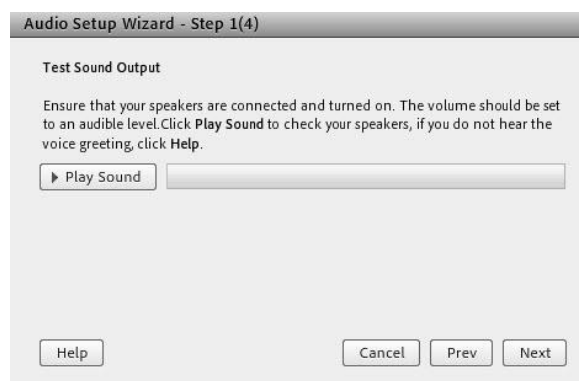 Audio Setup Wizard - Step 1(4)
Test Sound Output
Ensure that your speakers are connected and turned on. The volume should be set
to an audible level.Click Play Sound to check your speakers, if you do not hear the
voice greeting, click Help.
Play Sound
Help
Cancel
Prev
Next